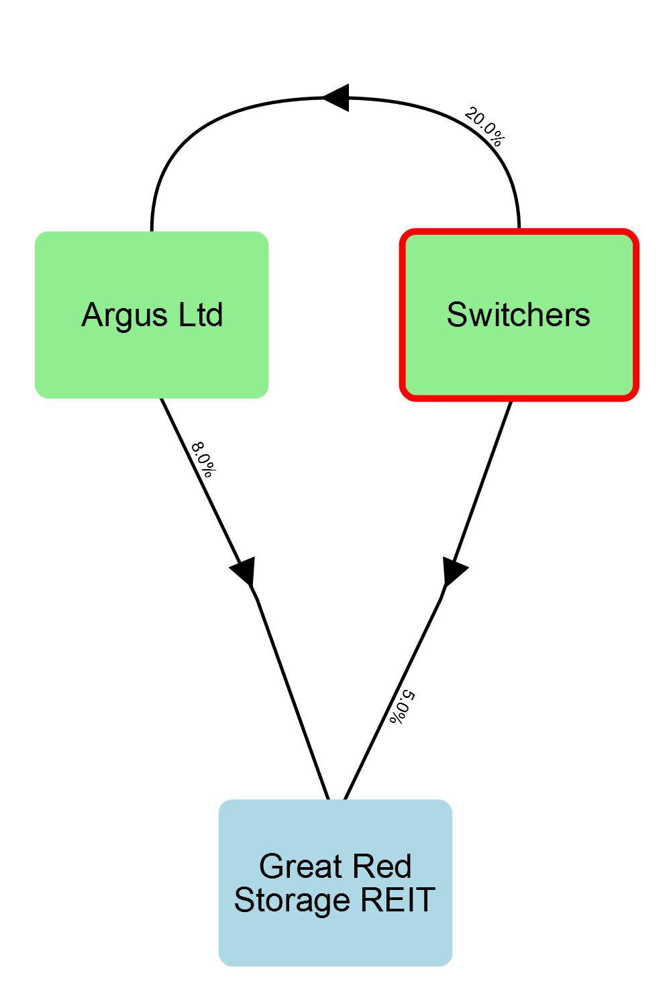 20.0%
Argus Ltd
Switchers
8.0%
5.0%
Great Red
Storage REIT